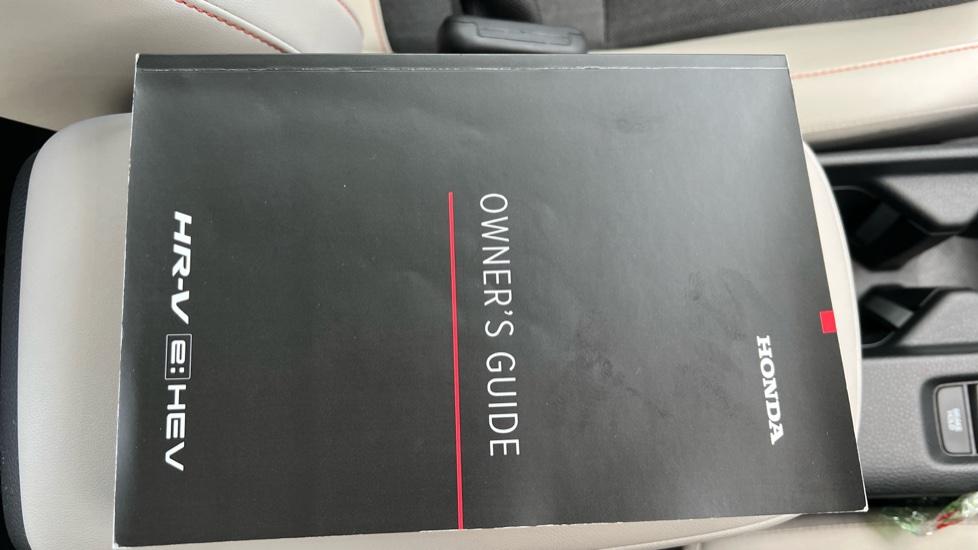 HONDA
OWNER'S GUIDE
HR-V e:HEV